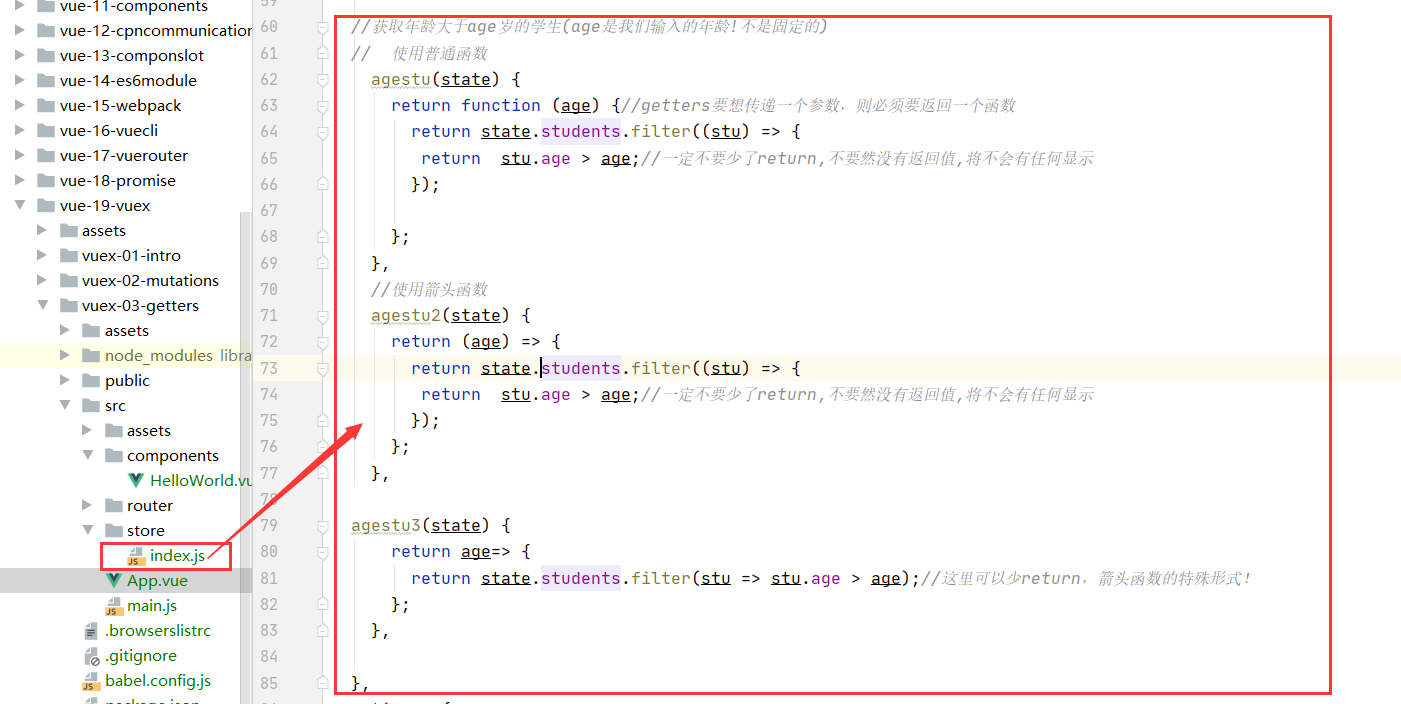 vue-11-components
vue-12-cpncommunication
vue-13-componslot
vue-14-es6module
vue-15-webpack
vue-16-vuecli
vue-17-vuerouter
vue-18-promise
vue-19-vuex
assets
vuex-01-intro
vuex-02-mutations
vuex-03-getters
assets
node_modules libra
public
src
assets
components
HelloWorld.vu
router
store
index.js
App.vue
main.js
.browserslistrc
.gitignore
babel.config.js
59
60 //获取年龄大于age岁的学生(age是我们输入的年龄!不是固定的)
61 // 使用普通函数
62 agestu(state) {
63 return function (age) {//getters要想传递一个参数，则必须要返回一个函数
64 return state.students.filter((stu) => {
65 return stu.age > age;//一定不要少了return,不要然没有返回值,将不会有任何显示
66 });
67
68 };
69 },
70 //使用箭头函数
71 agestu2(state) {
72 return (age) => {
73 return state.students.filter((stu) => {
74 return stu.age > age;//一定不要少了return,不要然没有返回值,将不会有任何显示
75 });
76 };
77 },
78
79 agestu3(state) {
80 return age=> {
81 return state.students.filter(stu => stu.age > age);//这里可以少return，箭头函数的特殊形式!
82 };
83 },
84
85 },